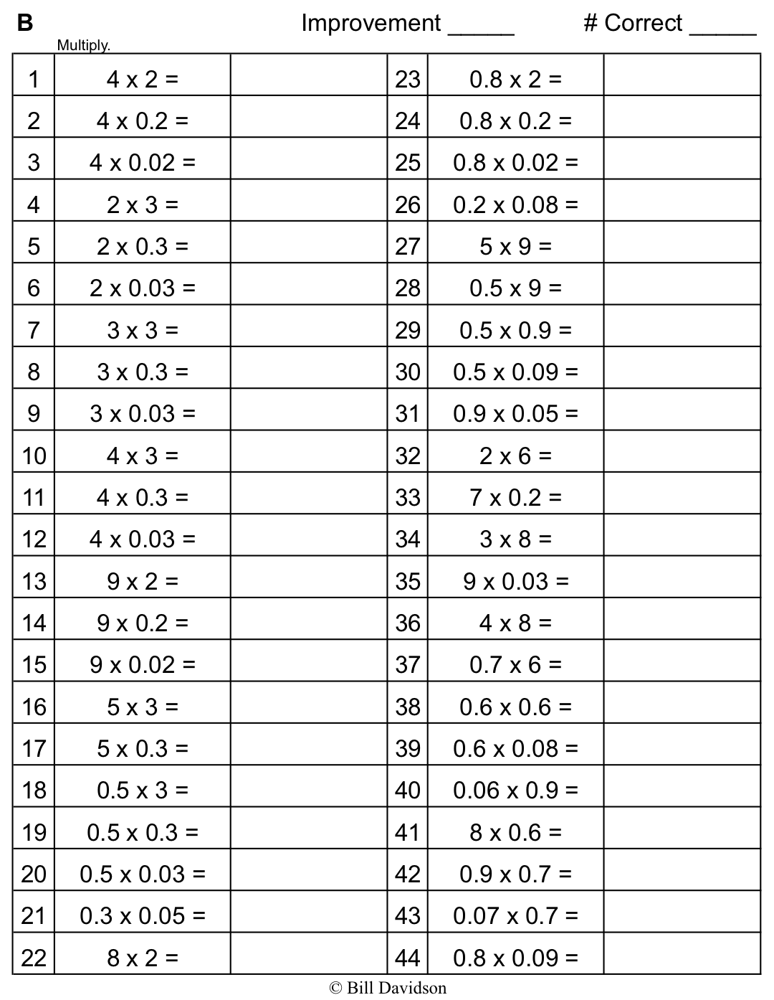 B Improvement _____ # Correct _____
Multiply.
1 4 x 2 = 23 0.8 x 2 =
2 4 x 0.2 = 24 0.8 x 0.2 =
3 4 x 0.02 = 25 0.8 x 0.02 =
4 2 x 3 = 26 0.2 x 0.08 =
5 2 x 0.3 = 27 5 x 9 =
6 2 x 0.03 = 28 0.5 x 9 =
7 3 x 3 = 29 0.5 x 0.9 =
8 3 x 0.3 = 30 0.5 x 0.09 =
9 3 x 0.03 = 31 0.9 x 0.05 =
10 4 x 3 = 32 2 x 6 =
11 4 x 0.3 = 33 7 x 0.2 =
12 4 x 0.03 = 34 3 x 8 =
13 9 x 2 = 35 9 x 0.03 =
14 9 x 0.2 = 36 4 x 8 =
15 9 x 0.02 = 37 0.7 x 6 =
16 5 x 3 = 38 0.6 x 0.6 =
17 5 x 0.3 = 39 0.6 x 0.08 =
18 0.5 x 3 = 40 0.06 x 0.9 =
19 0.5 x 0.3 = 41 8 x 0.6 =
20 0.5 x 0.03 = 42 0.9 x 0.7 =
21 0.3 x 0.05 = 43 0.07 x 0.7 =
22 8 x 2 = 44 0.8 x 0.09 =
© Bill Davidson